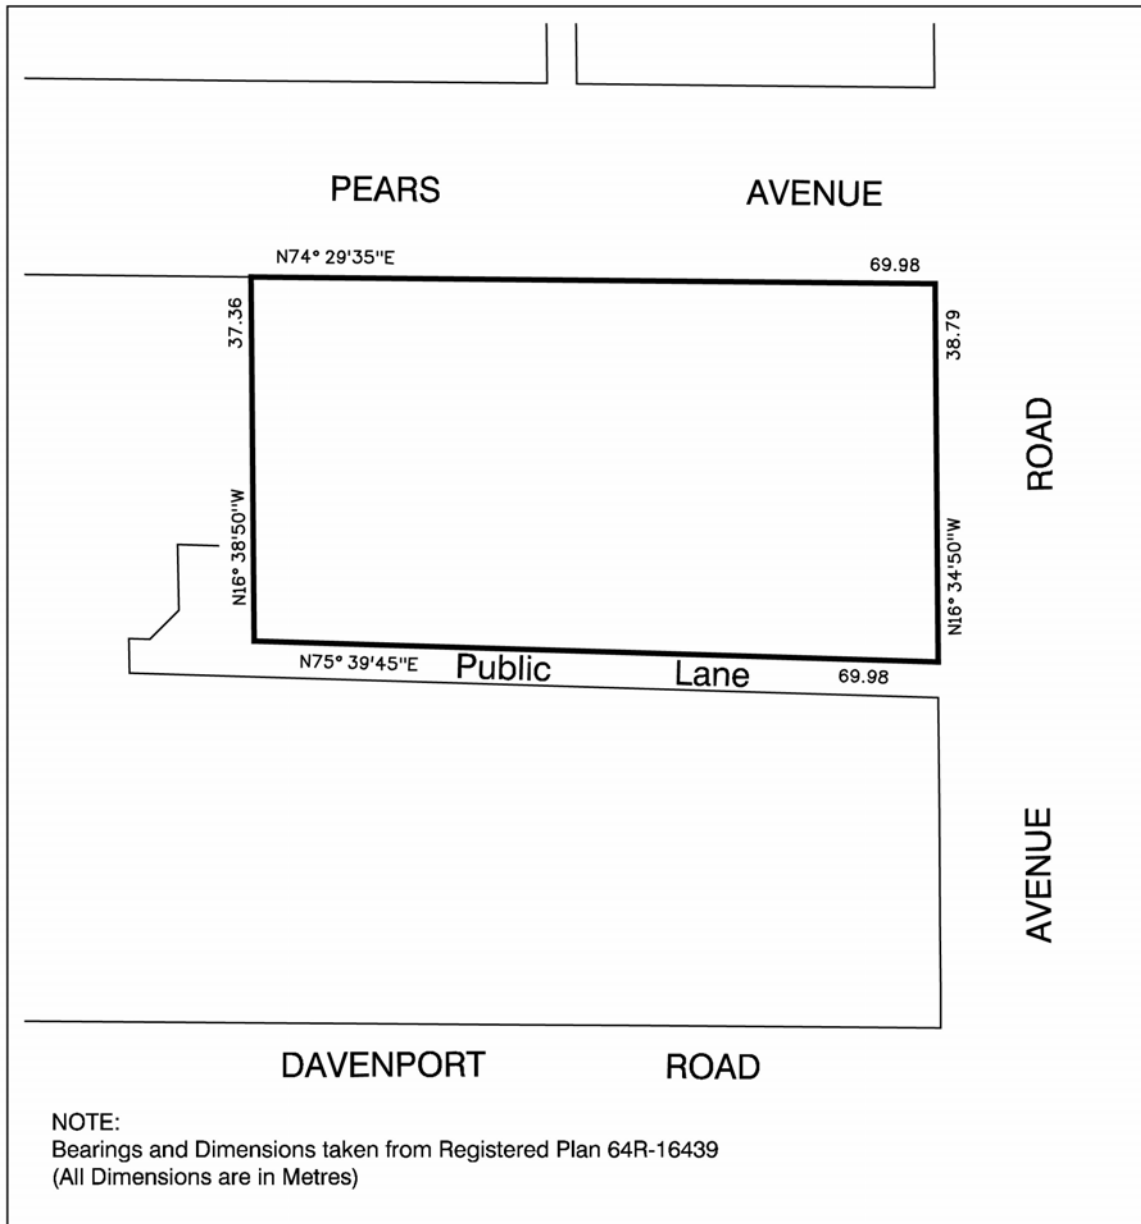 PEARS AVENUE
N74° 29'35"E 69.98
37.36
38.79
N16° 38'50"W
N16° 34'50"W
AVENUE ROAD
N75° 39'45"E Public Lane 69.98
DAVENPORT ROAD
NOTE:
Bearings and Dimensions taken from Registered Plan 64R-16439
(All Dimensions are in Metres)